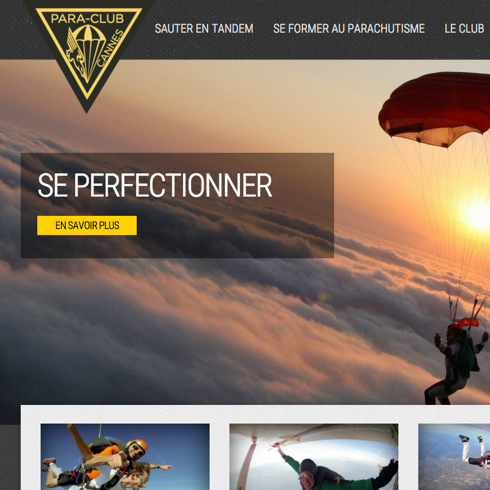 PARA-CLUB
CANNES
SAUTER EN TANDEM
SE FORMER AU PARACHUTISME
LE CLUB
SE PERFECTIONNER
EN SAVOIR PLUS